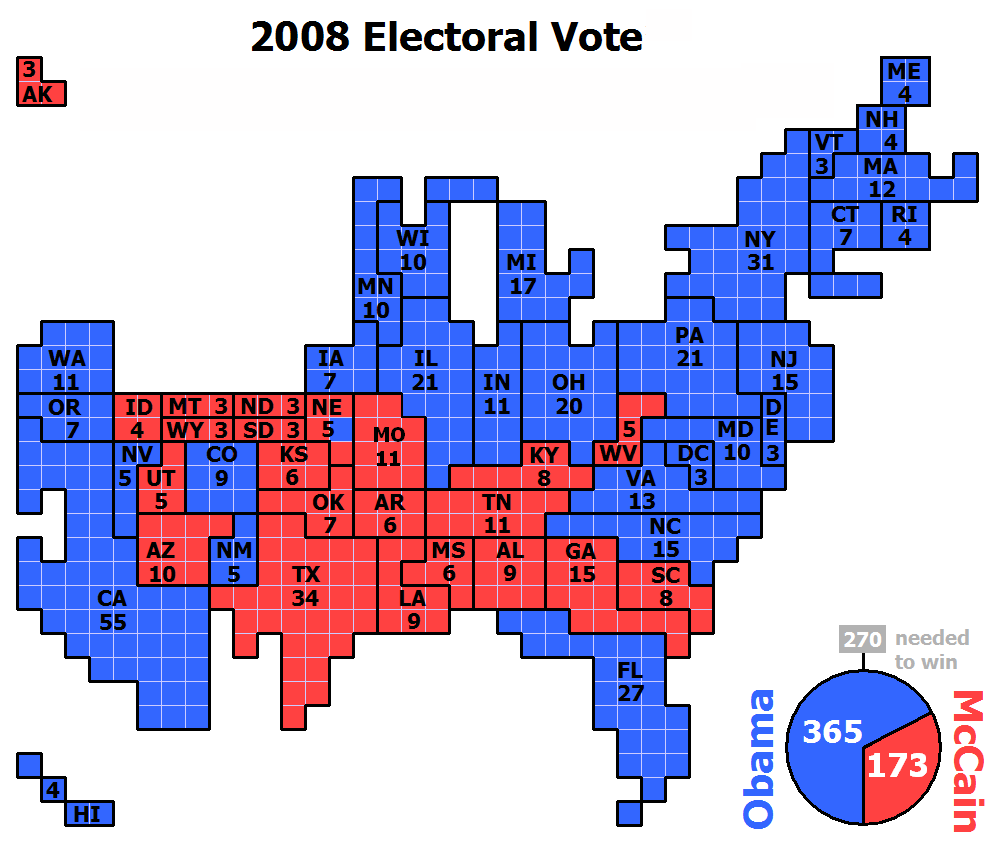 2008 Electoral Vote
3
AK
ME
4
NH
4
VT
3
MA
12
CT
7
RI
4
NY
31
WI
10
MI
17
MN
10
PA
21
NJ
15
WA
11
IA
7
IL
21
IN
11
OH
20
OR
7
ID
4
MT 3
ND 3
NE
5
WY 3
SD 3
MO
11
D
E
3
MD
10
5
WV
DC
3
NV
5
UT
5
CO
9
KS
6
KY
8
VA
13
OK
7
AR
6
TN
11
NC
15
AZ
10
NM
5
TX
34
MS
6
AL
9
GA
15
SC
8
LA
9
CA
55
FL
27
4
HI
270 needed
to win
Obama
365
173
McCain